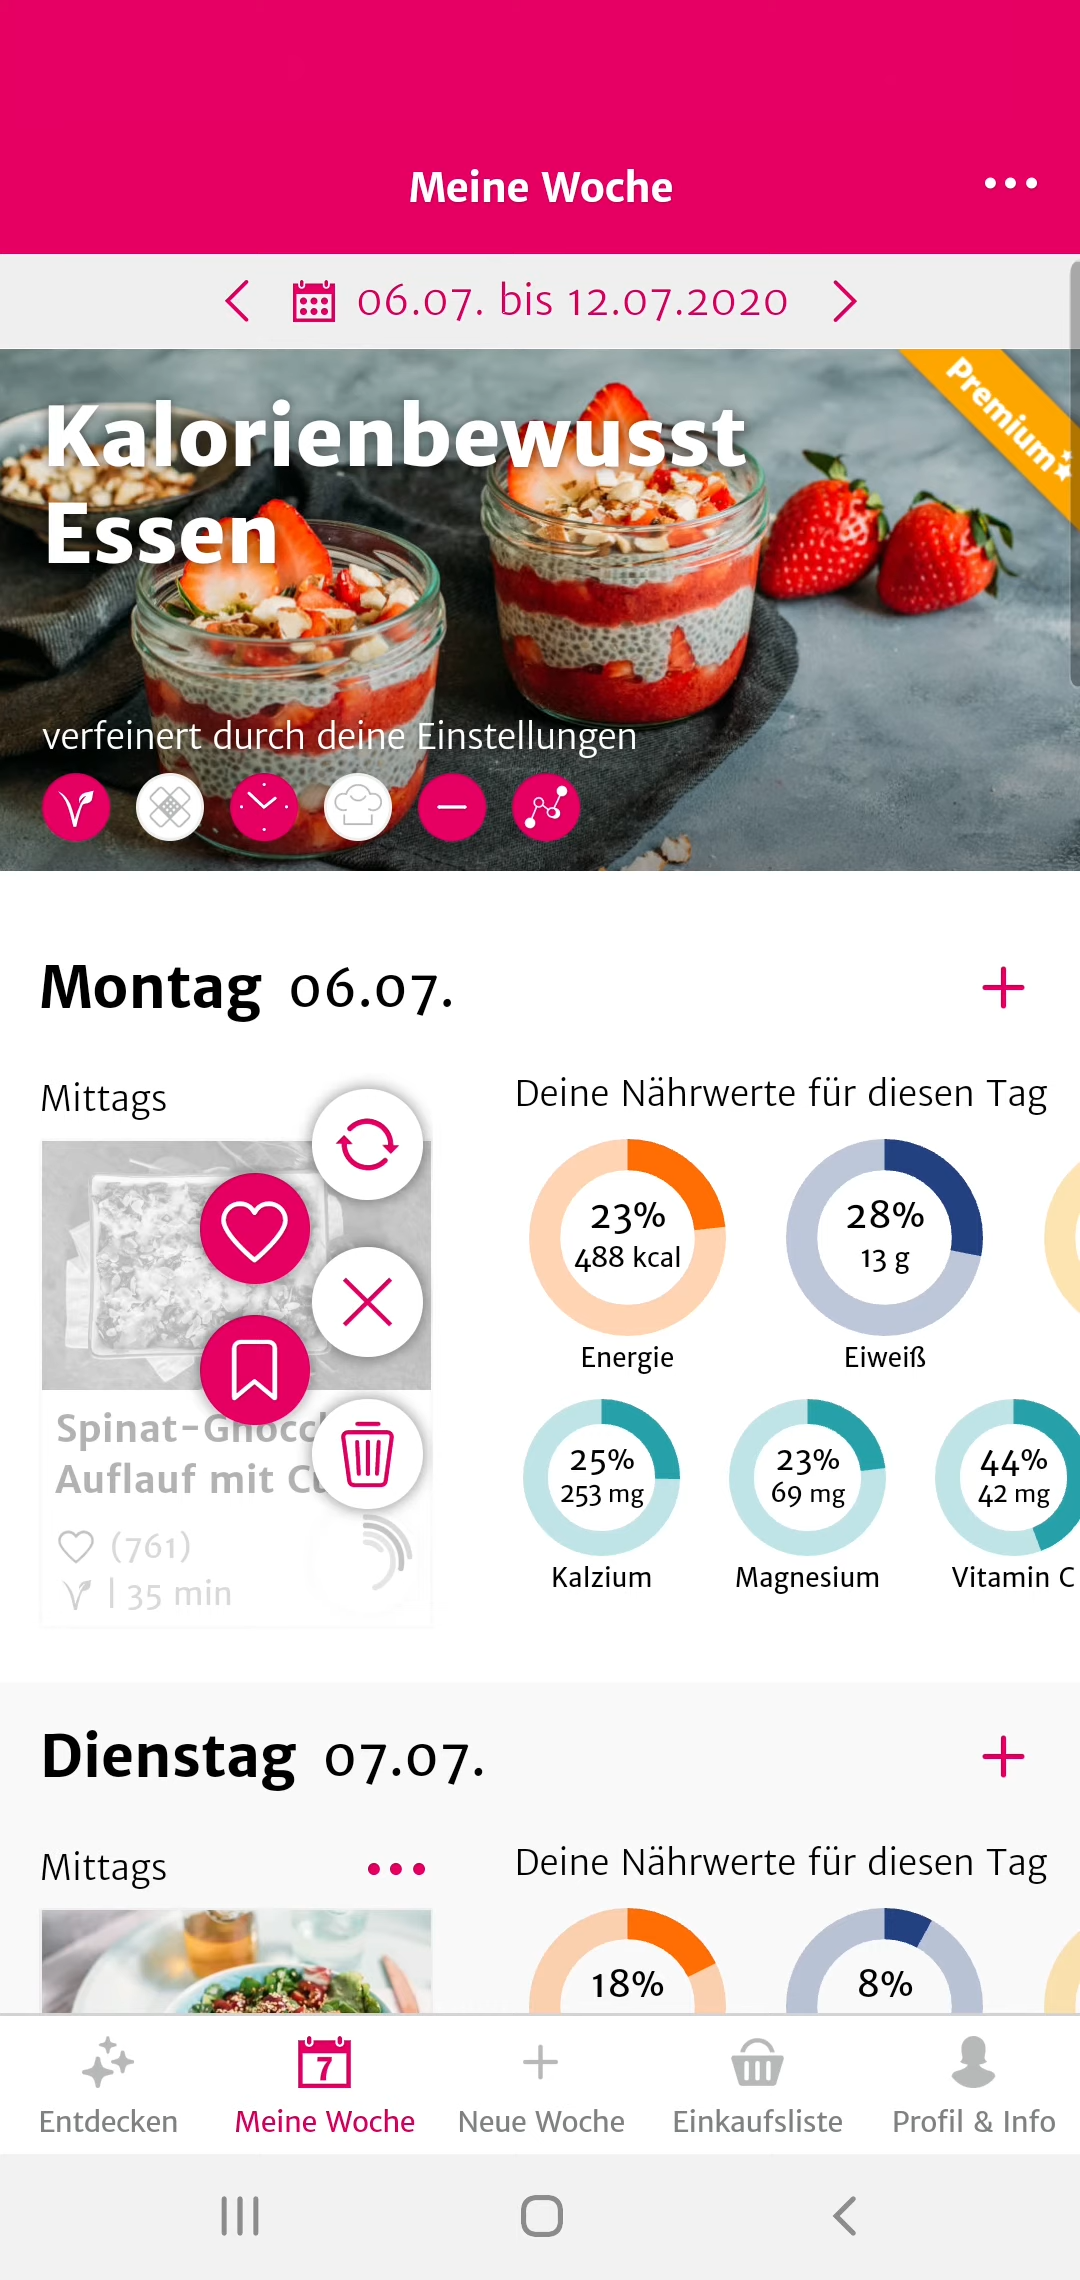 Meine Woche
06.07. bis 12.07.2020
Premium
Kalorienbewusst
Essen
verfeinert durch deine Einstellungen
Montag 06.07.
Mittags
Deine Nährwerte für diesen Tag
23%
488 kcal
Energie
28%
13 g
Eiweiß
Spinat-Gnocc
Auflauf mit
(761)
| 35 min
25%
253 mg
Kalzium
23%
69 mg
Magnesium
44%
42 mg
Vitamin C
Dienstag 07.07.
Mittags
Deine Nährwerte für diesen Tag
18%
8%
7
Entdecken
Meine Woche
Neue Woche
Einkaufsliste
Profil & Info